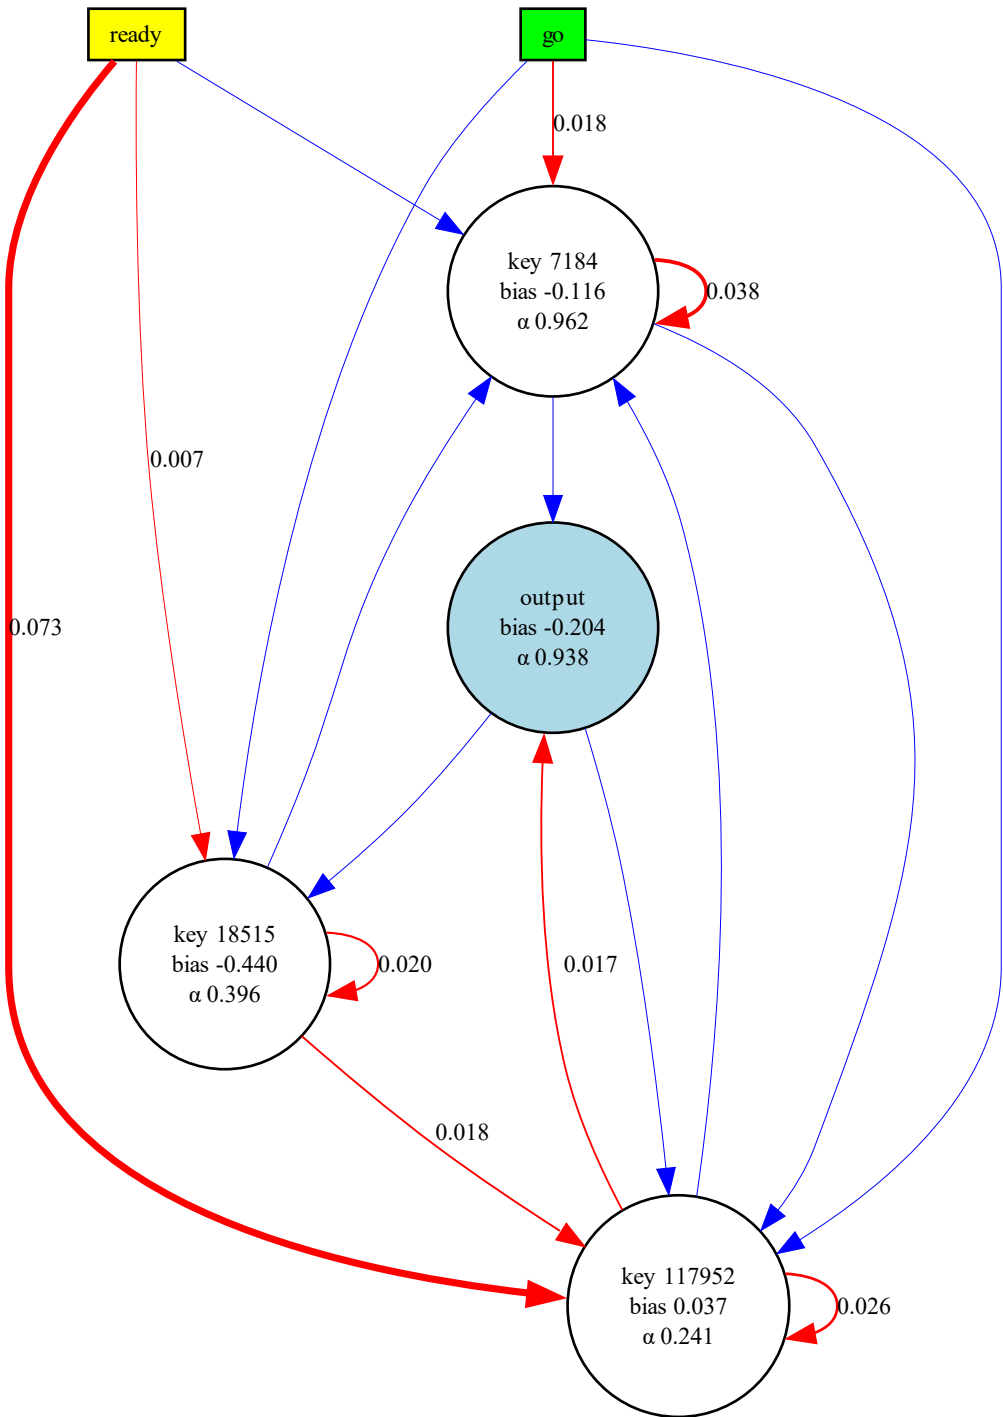 ready
go
0.018
key 7184
bias -0.116
α 0.962
0.038
0.007
output
bias -0.204
α 0.938
0.073
key 18515
bias -0.440
α 0.396
0.020
0.017
0.018
key 117952
bias 0.037
α 0.241
0.026